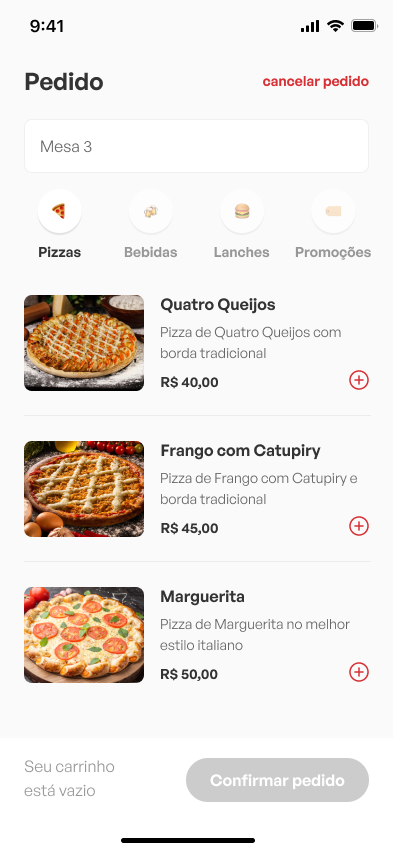 9:41
Pedido
cancelar pedido
Mesa 3
Pizzas
Bebidas
Lanches
Promoções
Quatro Queijos
Pizza de Quatro Queijos com
borda tradicional
R$ 40,00
Frango com Catupiry
Pizza de Frango com Catupiry e
borda tradicional
R$ 45,00
Marguerita
Pizza de Marguerita no melhor
estilo italiano
R$ 50,00
Seu carrinho
está vazio
Confirmar pedido